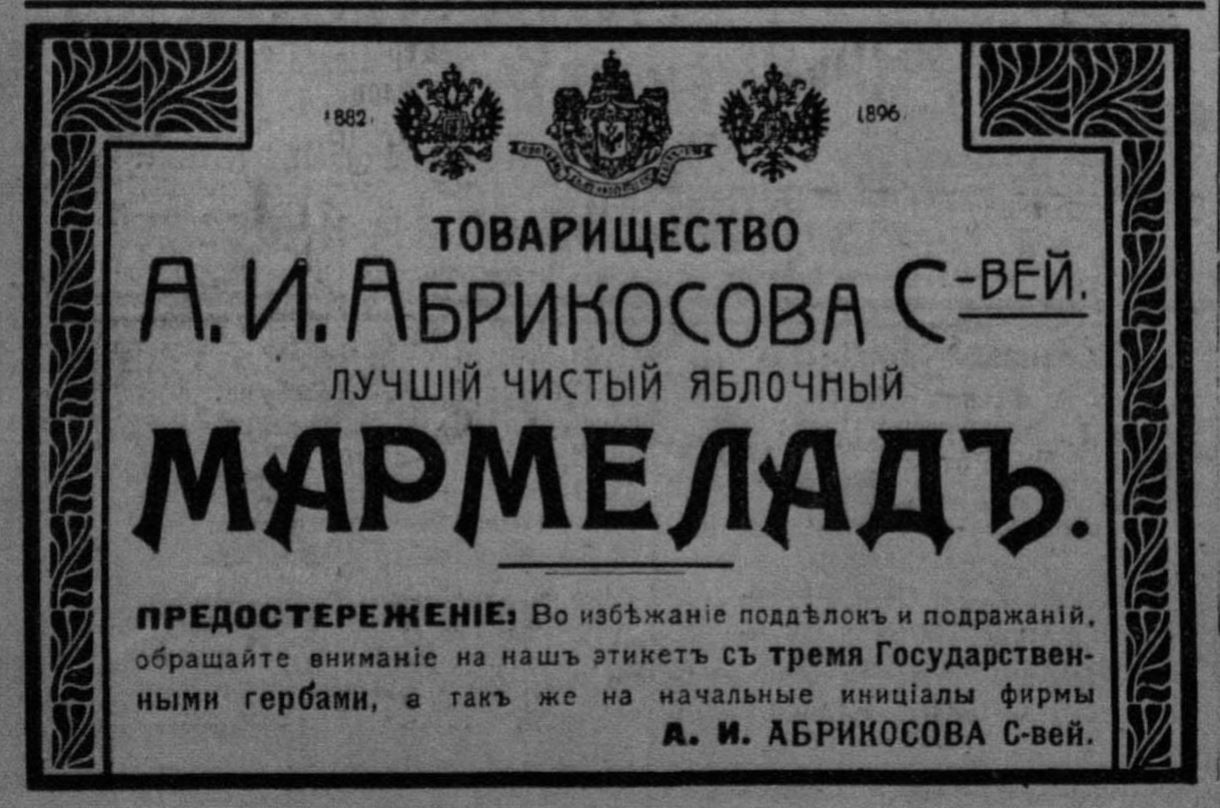 1882.
1896.
ТОВАРИЩЕСТВО
А. И. АБРИКОСОВА С-ВЕЙ.
ЛУЧШІЙ ЧИСТЫЙ ЯБЛОЧНЫЙ
МАРМЕЛАДЪ.
ПРЕДОСТЕРЕЖЕНІЕ: Во избѣжаніе поддѣлокъ и подражаній,
обращайте вниманіе на нашъ этикетъ съ тремя Государствен-
ными гербами, а такъ же на начальные иниціалы фирмы
А. И. АБРИКОСОВА С-вей.